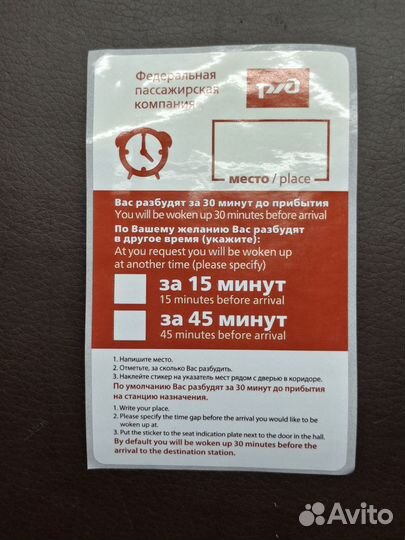 Федеральная
пассажирская
компания
ржд
место / place
Вас разбудят за 30 минут до прибытия
You will be woken up 30 minutes before arrival
По Вашему желанию Вас разбудят
в другое время (укажите):
At you request you will be woken up
at another time (please specify)
за 15 минут
15 minutes before arrival
за 45 минут
45 minutes before arrival
1. Напишите место.
2. Отметьте, за сколько Вас разбудить.
3. Наклейте стикер на указатель мест рядом с дверью в коридоре.
По умолчанию Вас разбудят за 30 минут до прибытия
на станцию назначения.
1. Write your place.
2. Please specify the time gap before the arrival you would like to be
woken up at.
3. Put the sticker to the seat indication plate next to the door in the hall.
By default you will be woken up 30 minutes before the
arrival to the destination station.
Avito